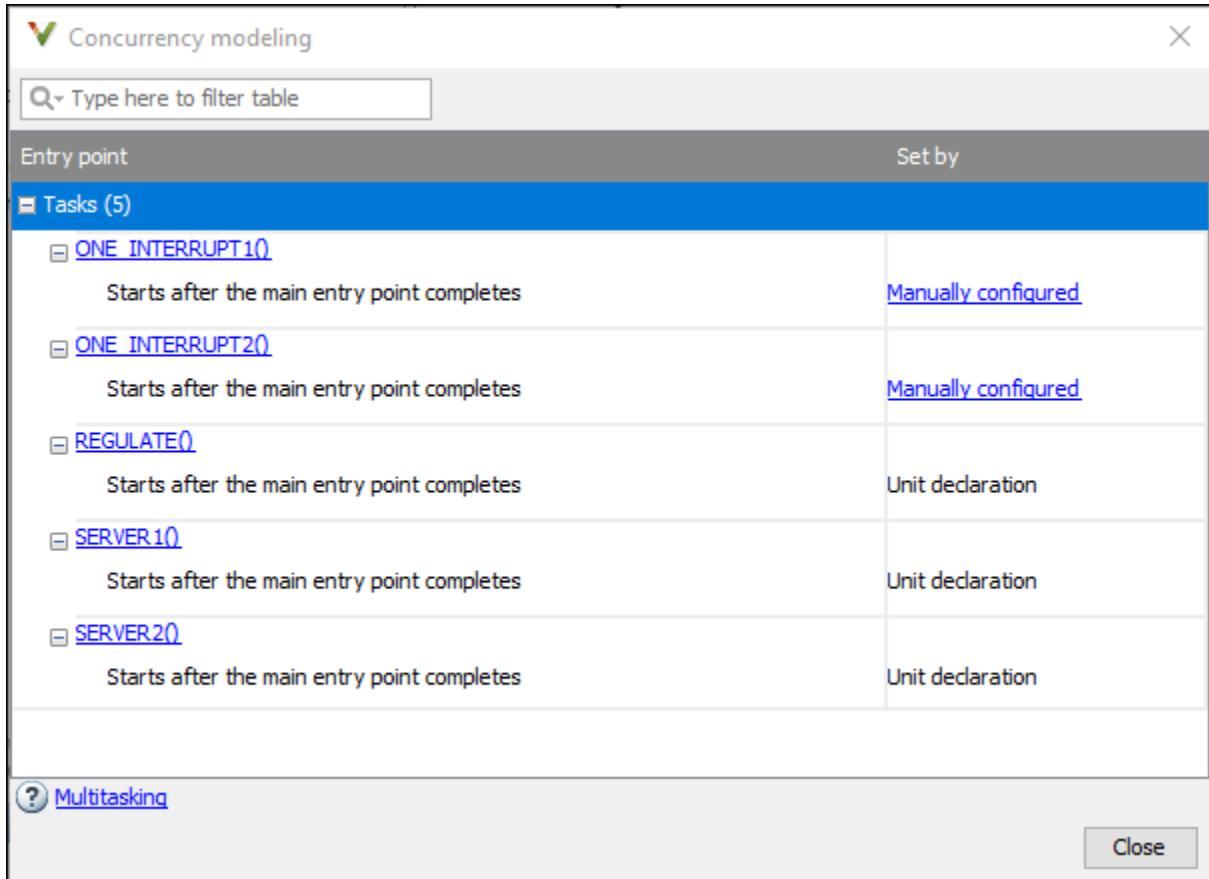 Concurrency modeling
Type here to filter table
Entry point Set by
Tasks (5)
ONE_INTERRUPT1()
Starts after the main entry point completes Manually configured
ONE_INTERRUPT2()
Starts after the main entry point completes Manually configured
REGULATE()
Starts after the main entry point completes Unit declaration
SERVER1()
Starts after the main entry point completes Unit declaration
SERVER2()
Starts after the main entry point completes Unit declaration
? Multitasking
Close